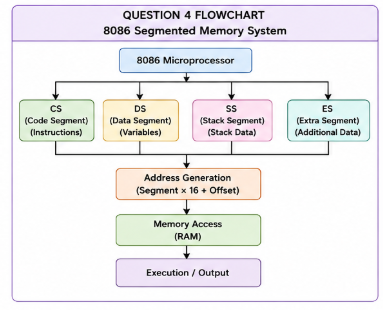 QUESTION 4 FLOWCHART
8086 Segmented Memory System
8086 Microprocessor
CS
(Code Segment)
(Instructions)
DS
(Data Segment)
(Variables)
SS
(Stack Segment)
(Stack Data)
ES
(Extra Segment)
(Additional Data)
Address Generation
(Segment × 16 + Offset)
Memory Access
(RAM)
Execution / Output